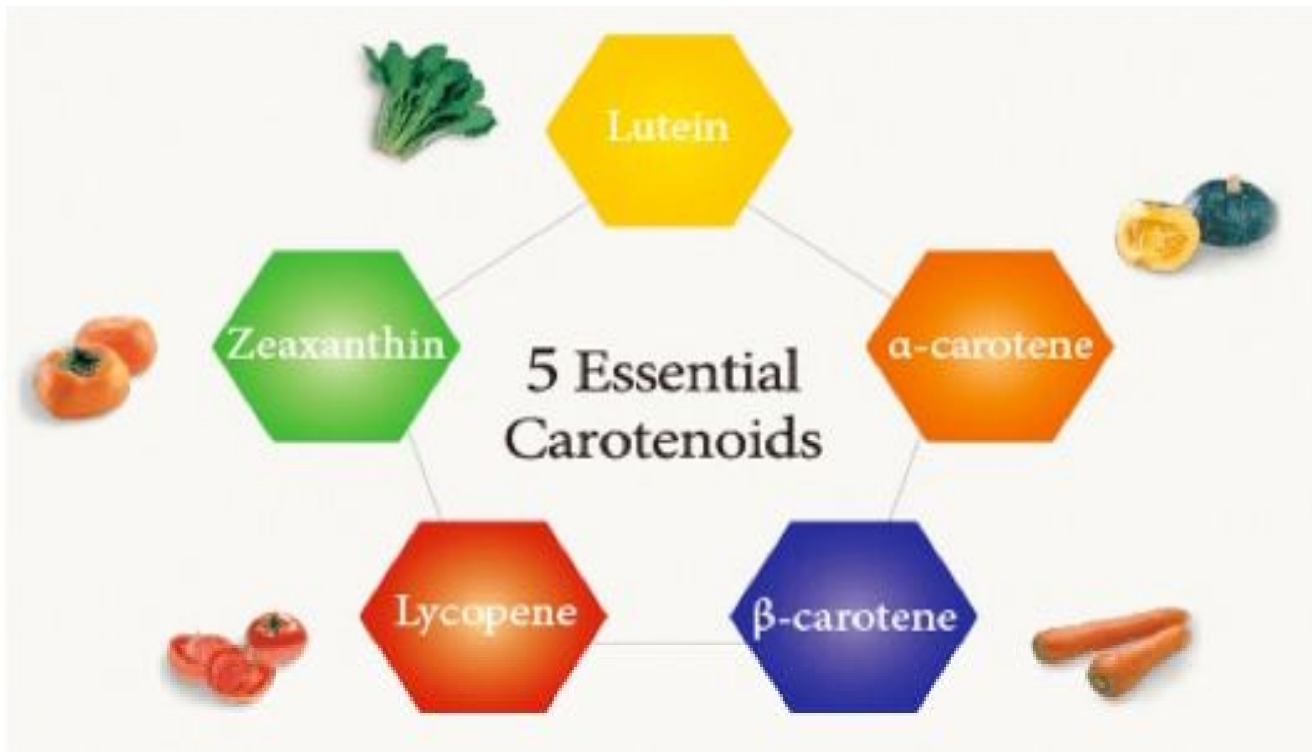 Lutein
Zeaxanthin
α-carotene
5 Essential
Carotenoids
Lycopene
β-carotene